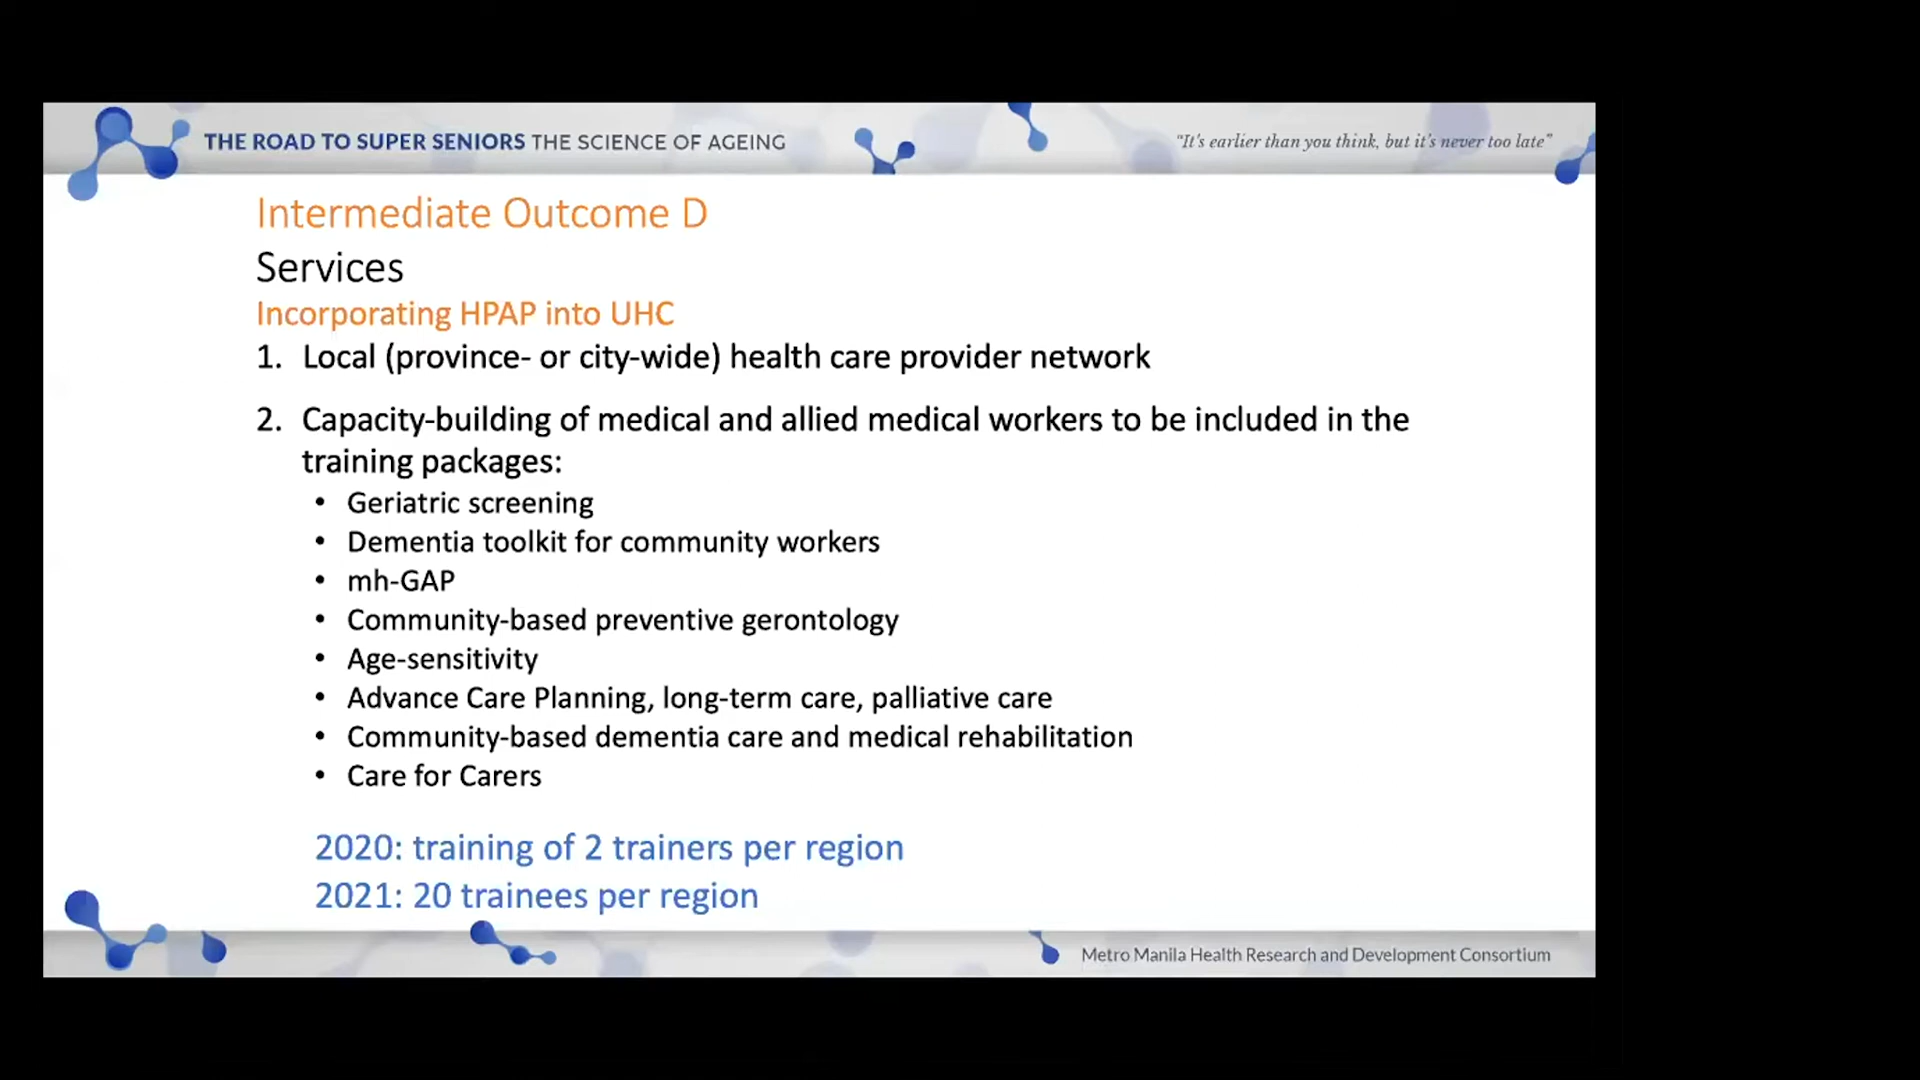 THE ROAD TO SUPER SENIORS THE SCIENCE OF AGEING
"It's earlier than you think, but it's never too late"
Intermediate Outcome D
Services
Incorporating HPAP into UHC
1. Local (province- or city-wide) health care provider network
2. Capacity-building of medical and allied medical workers to be included in the
training packages:
• Geriatric screening
• Dementia toolkit for community workers
• mh-GAP
• Community-based preventive gerontology
• Age-sensitivity
• Advance Care Planning, long-term care, palliative care
• Community-based dementia care and medical rehabilitation
• Care for Carers
2020: training of 2 trainers per region
2021: 20 trainees per region
Metro Manila Health Research and Development Consortium